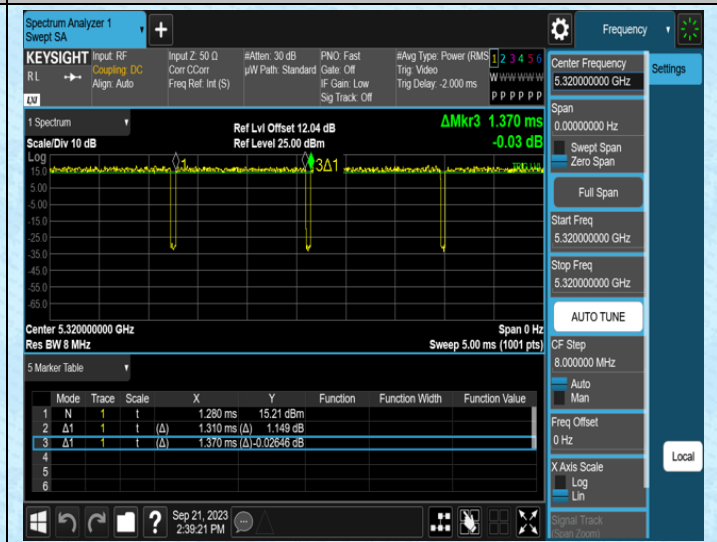 Spectrum Analyzer 1
Swept SA
Frequency
KEYSIGHT
RL
LXI
Input: RF
Coupling: DC
Align: Auto
Input Z: 50 Ω
Corr CCorr
Freq Ref: Int (S)
#Atten: 30 dB
µW Path: Standard
PNO: Fast
Gate: Off
IF Gain: Low
Sig Track: Off
#Avg Type: Power (RMS
Trig: Video
Trig Delay: -2.000 ms
1 2 3 4 5 6
W W W W W W
P P P P P P
Center Frequency
5.320000000 GHz
Settings
Span
0.00000000 Hz
Swept Span
Zero Span
Full Span
Start Freq
5.320000000 GHz
Stop Freq
5.320000000 GHz
AUTO TUNE
CF Step
8.000000 MHz
Auto
Man
Freq Offset
0 Hz
X Axis Scale
Log
Lin
Signal Track
(Span Zoom)
Local
1 Spectrum
Scale/Div 10 dB
Ref Lvl Offset 12.04 dB
Ref Level 25.00 dBm
ΔMkr3 1.370 ms
-0.03 dB
Log
15.0
5.00
-5.00
-15.0
-25.0
-35.0
-45.0
-55.0
-65.0
1
3Δ1
Center 5.320000000 GHz
Res BW 8 MHz
Span 0 Hz
Sweep 5.00 ms (1001 pts)
5 Marker Table
Mode Trace Scale X Y Function Function Width Function Value
1 N 1 t 1.280 ms 15.21 dBm
2 Δ1 1 t (Δ) 1.310 ms (Δ) 1.149 dB
3 Δ1 1 t (Δ) 1.370 ms (Δ) -0.02646 dB
4
5
6
?
Sep 21, 2023
2:39:21 PM